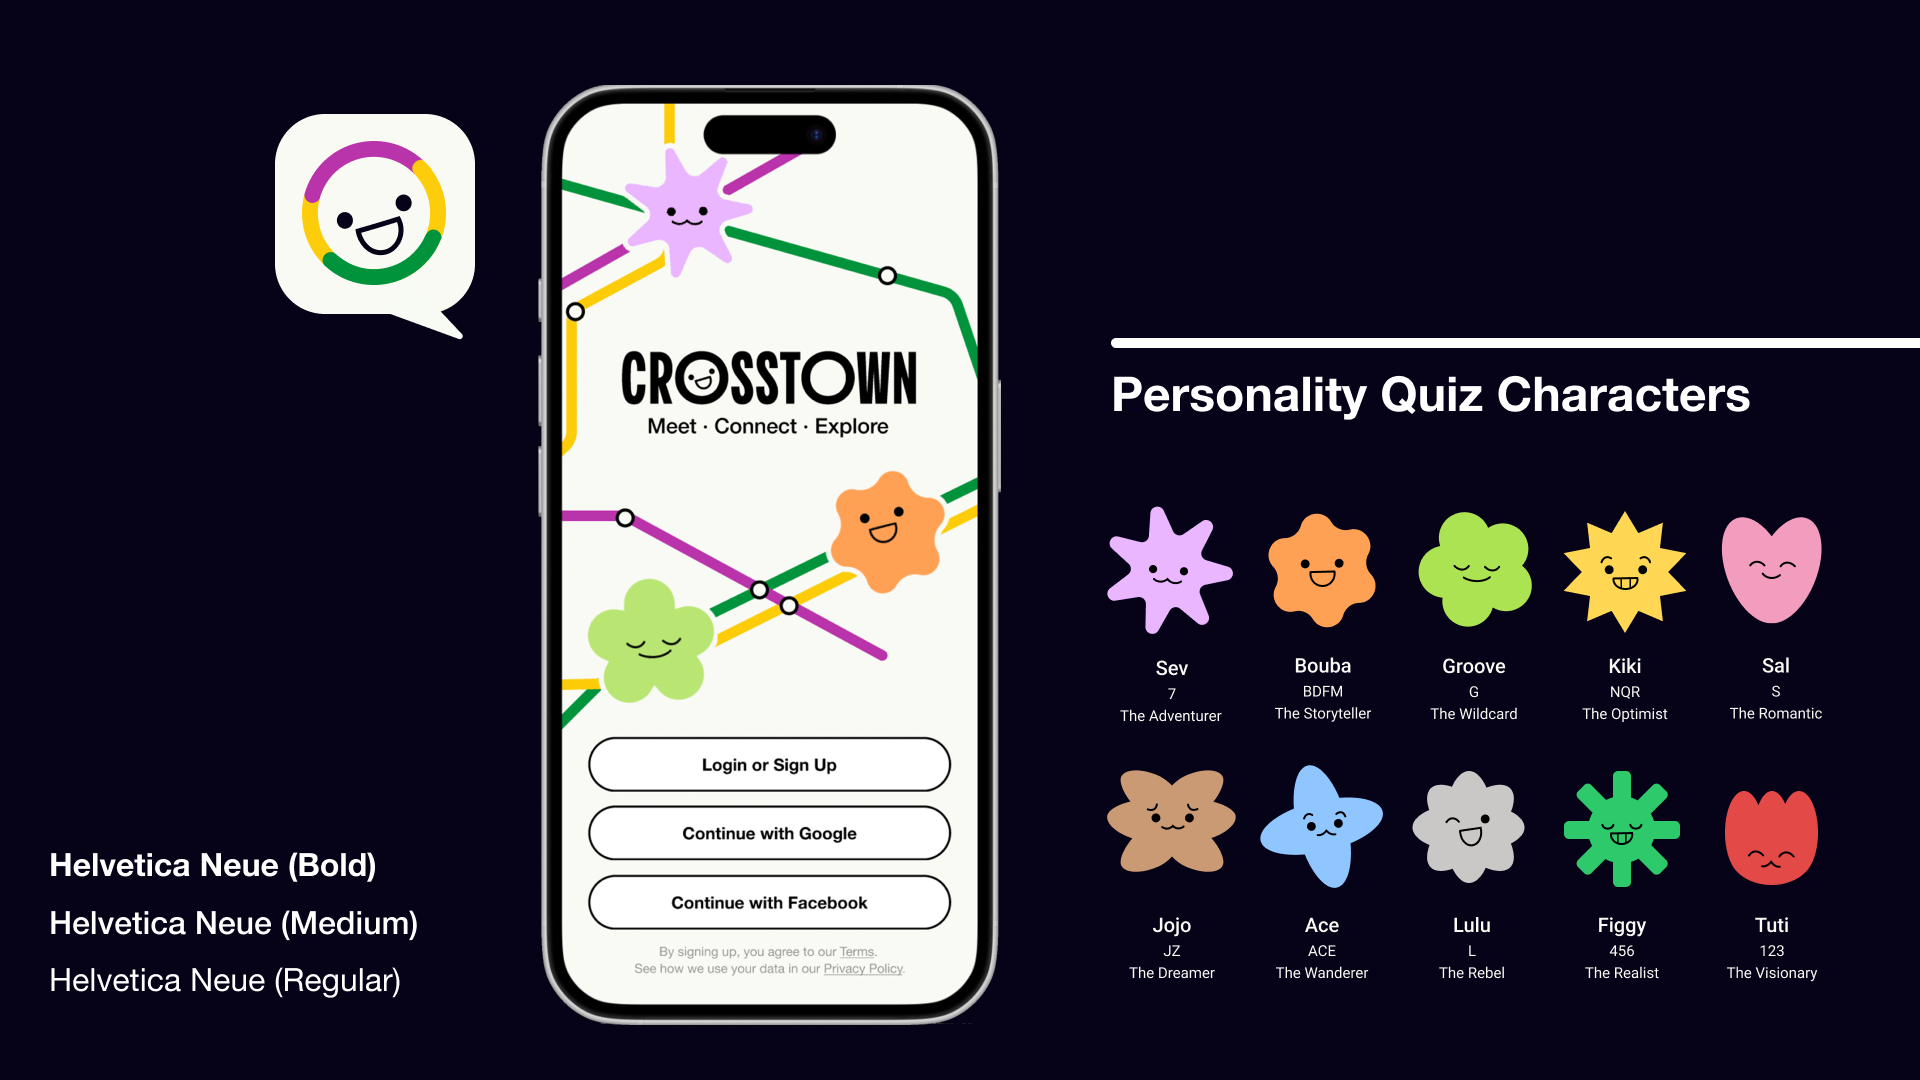 CROSSTOWN
Meet · Connect · Explore
Login or Sign Up
Continue with Google
Continue with Facebook
By signing up, you agree to our Terms.
See how we use your data in our Privacy Policy.
Helvetica Neue (Bold)
Helvetica Neue (Medium)
Helvetica Neue (Regular)
Personality Quiz Characters
Sev
7
The Adventurer
Bouba
BDFM
The Storyteller
Groove
G
The Wildcard
Kiki
NQR
The Optimist
Sal
S
The Romantic
Jojo
JZ
The Dreamer
Ace
ACE
The Wanderer
Lulu
L
The Rebel
Figgy
456
The Realist
Tuti
123
The Visionary